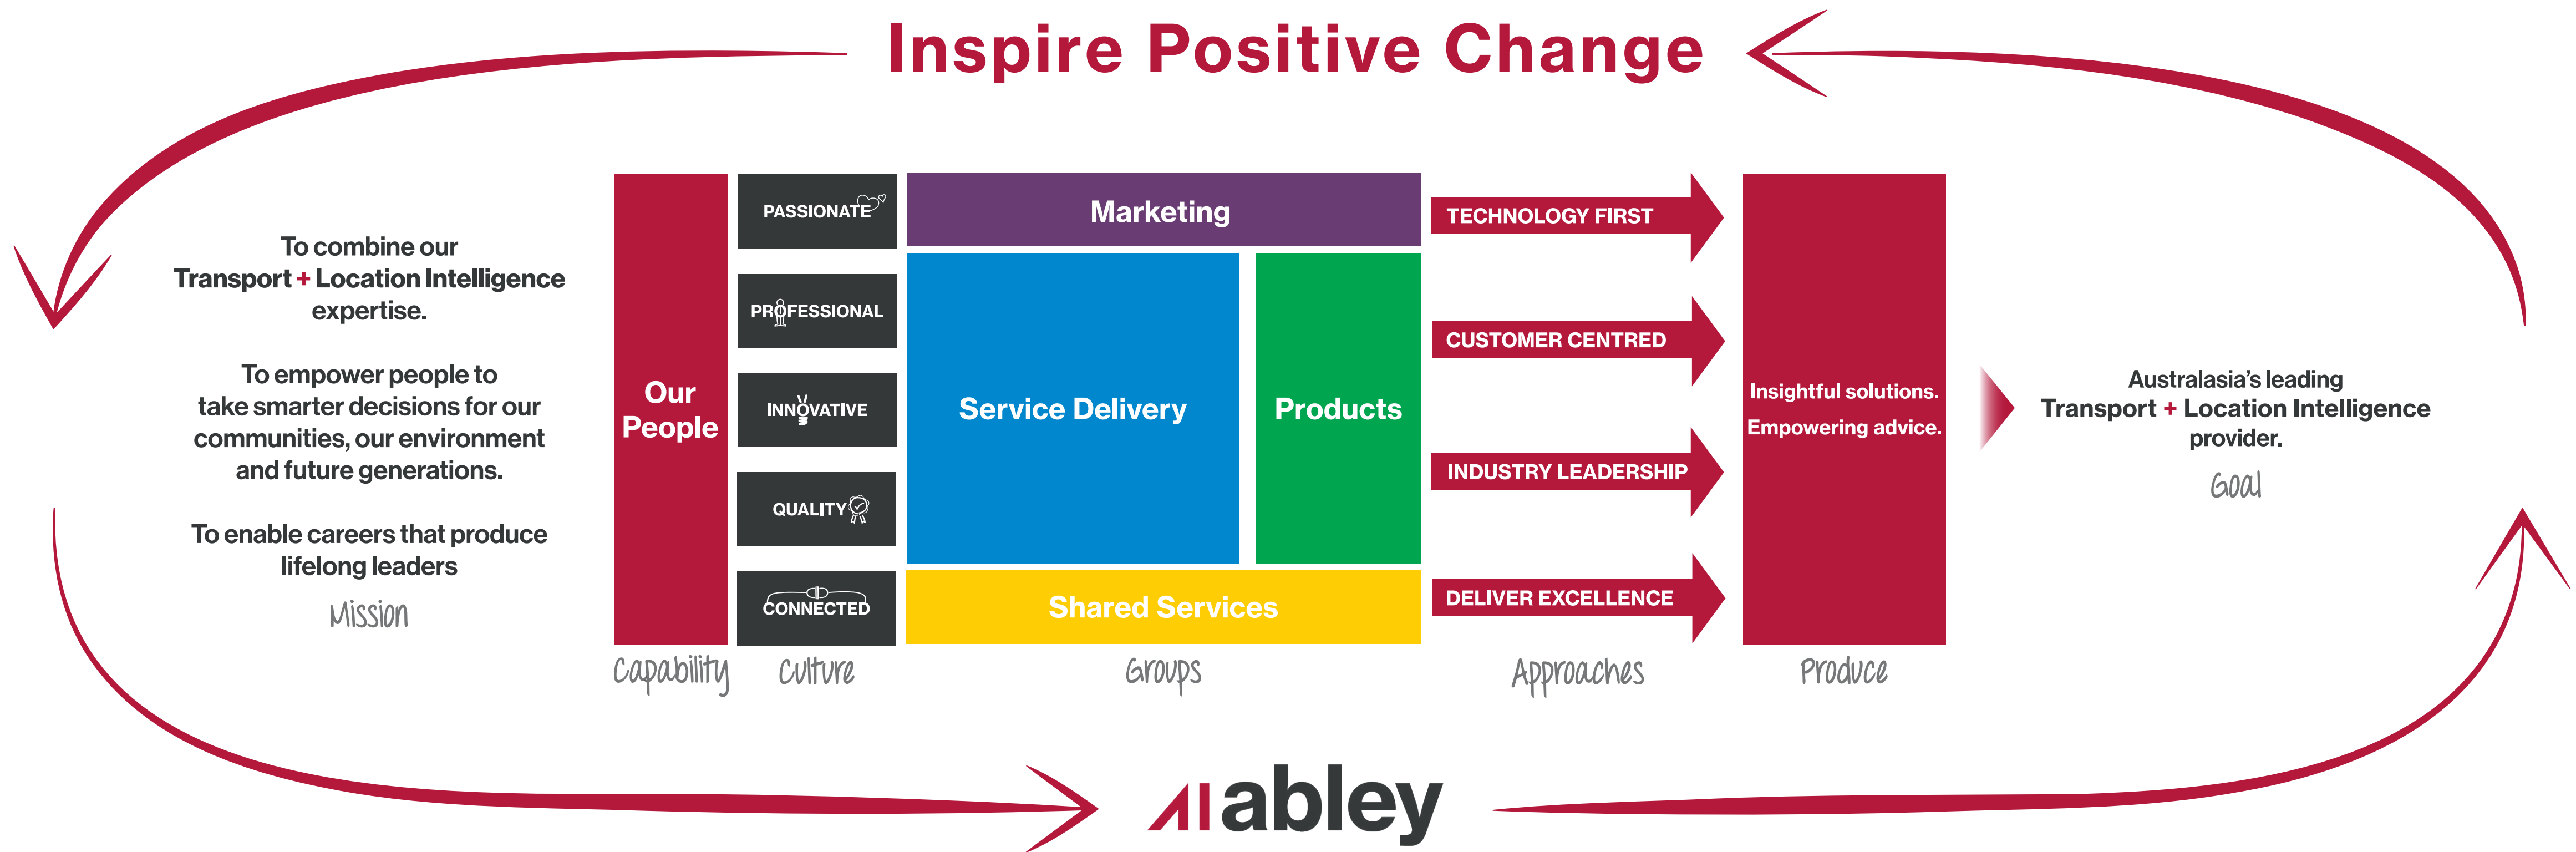 Inspire Positive Change
To combine our
Transport + Location Intelligence
expertise.
To empower people to
take smarter decisions for our
communities, our environment
and future generations.
To enable careers that produce
lifelong leaders
Mission
Our
People
Capability
PASSIONATE
PROFESSIONAL
INNOVATIVE
QUALITY
CONNECTED
Culture
Marketing
Service Delivery
Products
Shared Services
Groups
TECHNOLOGY FIRST
CUSTOMER CENTRED
INDUSTRY LEADERSHIP
DELIVER EXCELLENCE
Approaches
Insightful solutions.
Empowering advice.
Produce
Australasia's leading
Transport + Location Intelligence
provider.
Goal
abley